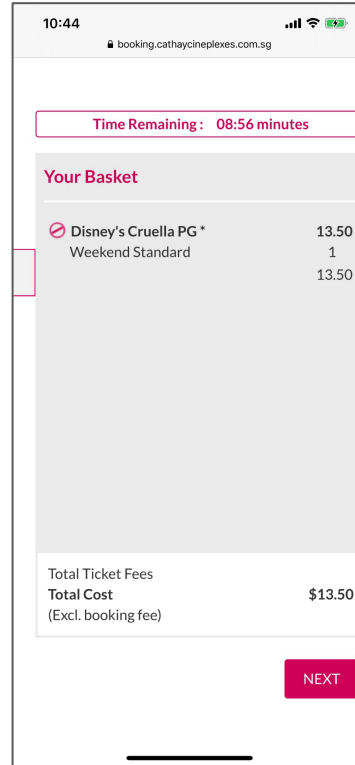 10:44
booking.cathaycineplexes.com.sg
Time Remaining : 08:56 minutes
Your Basket
Disney's Cruella PG * 13.50
Weekend Standard 1
13.50
Total Ticket Fees
Total Cost $13.50
(Excl. booking fee)
NEXT